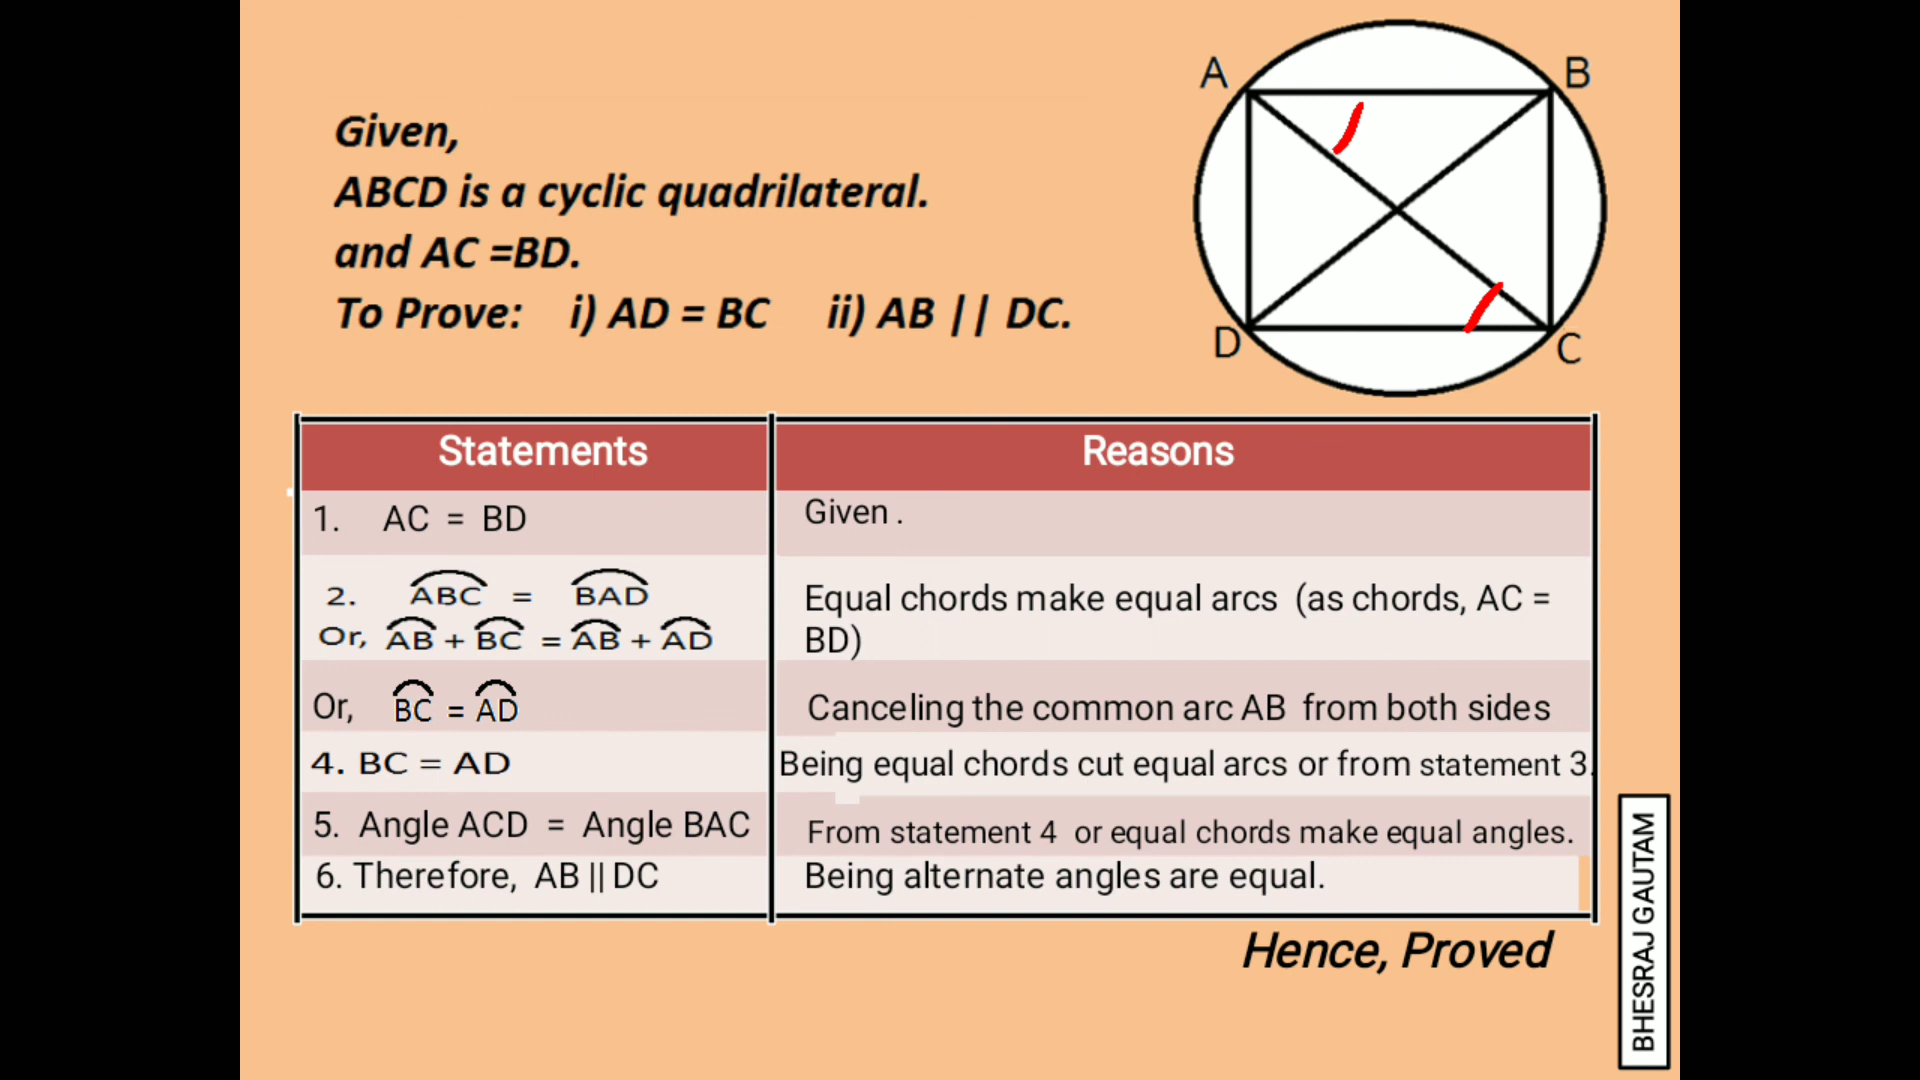 Given,
ABCD is a cyclic quadrilateral.
and AC =BD.
To Prove: i) AD = BC ii) AB || DC.
A
B
D
C
Statements
Reasons
1. AC = BD
Given .
2. ABC = BAD
Or, AB + BC = AB + AD
Equal chords make equal arcs (as chords, AC =
BD)
Or, BC = AD
Canceling the common arc AB from both sides
4. BC = AD
Being equal chords cut equal arcs or from statement 3.
5. Angle ACD = Angle BAC
From statement 4 or equal chords make equal angles.
6. Therefore, AB || DC
Being alternate angles are equal.
Hence, Proved
BHESRAJ GAUTAM